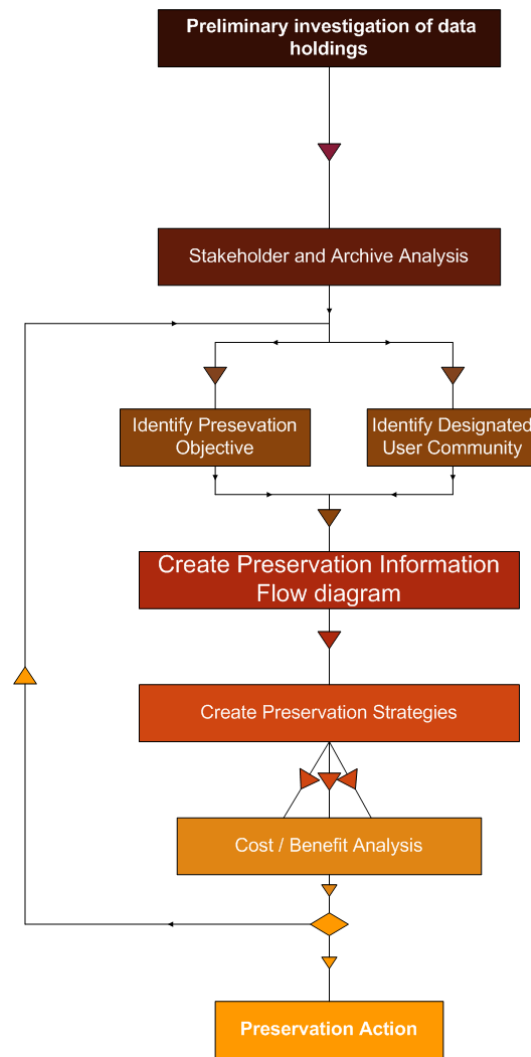 Preliminary investigation of data
holdings
Stakeholder and Archive Analysis
Identify Presevation
Objective
Identify Designated
User Community
Create Preservation Information
Flow diagram
Create Preservation Strategies
Cost / Benefit Analysis
Preservation Action